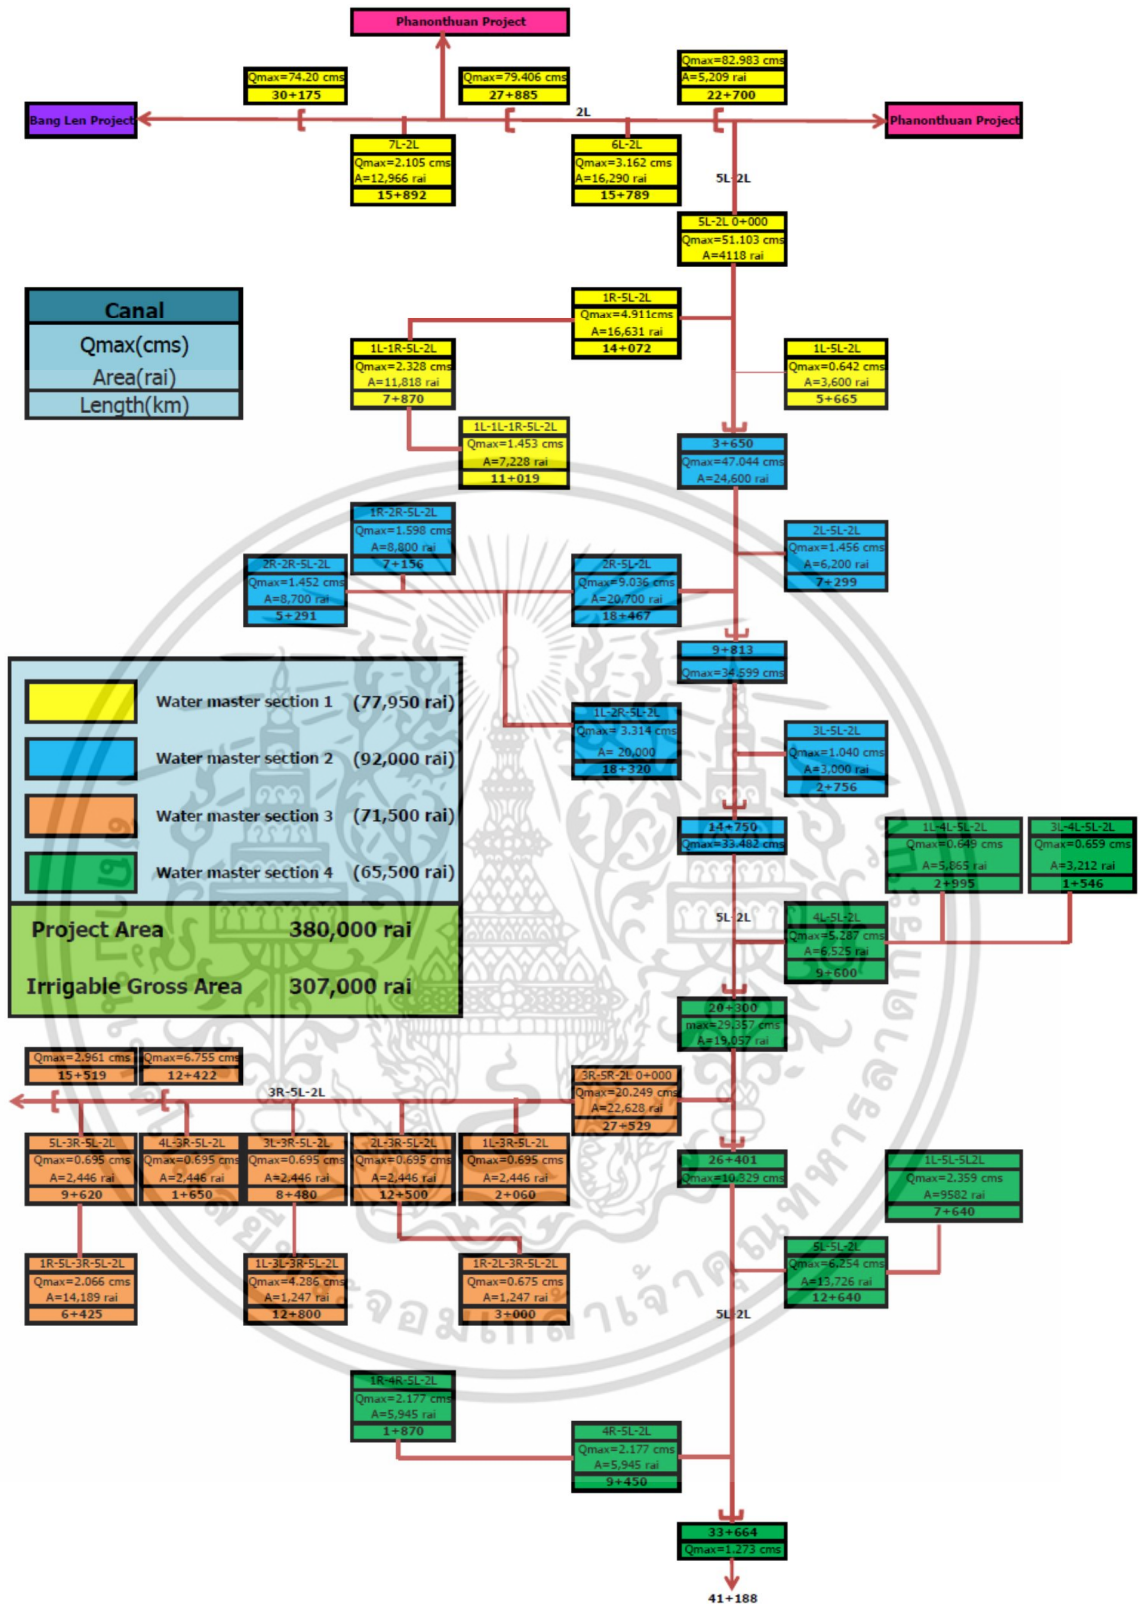 Phanonthuan Project
Qmax=74.20 cms
30+175
Qmax=79.406 cms
27+885
Qmax=82.983 cms
A=5,209 rai
22+700
Bang Len Project
2L
Phanonthuan Project
7L-2L
Qmax=2.105 cms
A=12,966 rai
15+892
6L-2L
Qmax=3.162 cms
A=16,290 rai
15+789
5L-2L
5L-2L 0+000
Qmax=51.103 cms
A=4118 rai
Canal
Qmax(cms)
Area(rai)
Length(km)
1R-5L-2L
Qmax=4.911cms
A=16,631 rai
14+072
1L-1R-5L-2L
Qmax=2.328 cms
A=11,818 rai
7+870
1L-5L-2L
Qmax=0.642 cms
A=3,600 rai
5+665
1L-1L-1R-5L-2L
Qmax=1.453 cms
A=7,228 rai
11+019
3+650
Qmax=47.044 cms
A=24,600 rai
1R-2R-5L-2L
Qmax=1.598 cms
A=8,800 rai
7+156
2L-5L-2L
Qmax=1.456 cms
A=6,200 rai
7+299
2R-2R-5L-2L
Qmax=1.452 cms
A=8,700 rai
5+291
2R-5L-2L
Qmax=9.036 cms
A=20,700 rai
18+467
9+813
Qmax=34.599 cms
Water master section 1 (77,950 rai)
Water master section 2 (92,000 rai)
Water master section 3 (71,500 rai)
Water master section 4 (65,500 rai)
Project Area 380,000 rai
Irrigable Gross Area 307,000 rai
1L-2R-5L-2L
Qmax= 3.314 cms
A= 20,000
18+320
3L-5L-2L
Qmax=1.040 cms
A=3,000 rai
2+756
14+750
Qmax=33.482 cms
1L-4L-5L-2L
Qmax=0.649 cms
A=5,865 rai
2+995
3L-4L-5L-2L
Qmax=0.659 cms
A=3,212 rai
1+546
5L-2L
4L-5L-2L
Qmax=5.287 cms
A=6,525 rai
9+600
20+300
max=29.357 cms
A=19,057 rai
Qmax=2.961 cms
15+519
Qmax=6.755 cms
12+422
3R-5L-2L
3R-5R-2L 0+000
Qmax=20.249 cms
A=22,628 rai
27+529
5L-3R-5L-2L
Qmax=0.695 cms
A=2,446 rai
9+620
4L-3R-5L-2L
Qmax=0.695 cms
A=2,446 rai
1+650
3L-3R-5L-2L
Qmax=0.695 cms
A=2,446 rai
8+480
2L-3R-5L-2L
Qmax=0.695 cms
A=2,446 rai
12+500
1L-3R-5L-2L
Qmax=0.695 cms
A=2,446 rai
2+060
26+401
Qmax=10.829 cms
1L-5L-5L2L
Qmax=2.359 cms
A=9582 rai
7+640
1R-5L-3R-5L-2L
Qmax=2.066 cms
A=14,189 rai
6+425
1L-3L-3R-5L-2L
Qmax=4.286 cms
A=1,247 rai
12+800
1R-2L-3R-5L-2L
Qmax=0.675 cms
A=1,247 rai
3+000
5L-5L-2L
Qmax=6.254 cms
A=13,726 rai
12+640
5L-2L
1R-4R-5L-2L
Qmax=2.177 cms
A=5,945 rai
1+870
4R-5L-2L
Qmax=2.177 cms
A=5,945 rai
9+450
33+664
Qmax=1.273 cms
41+188